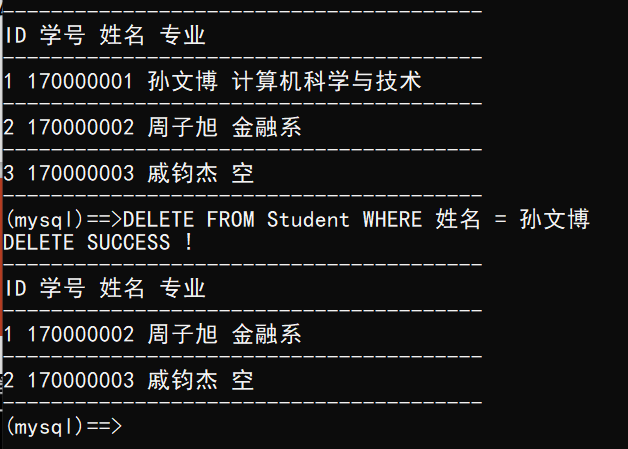 ------------------------------------------
ID 学号 姓名 专业
------------------------------------------
1 170000001 孙文博 计算机科学与技术
------------------------------------------
2 170000002 周子旭 金融系
------------------------------------------
3 170000003 戚钧杰 空
------------------------------------------
(mysql)==>DELETE FROM Student WHERE 姓名 = 孙文博
DELETE SUCCESS !
------------------------------------------
ID 学号 姓名 专业
------------------------------------------
1 170000002 周子旭 金融系
------------------------------------------
2 170000003 戚钧杰 空
------------------------------------------
(mysql)==>